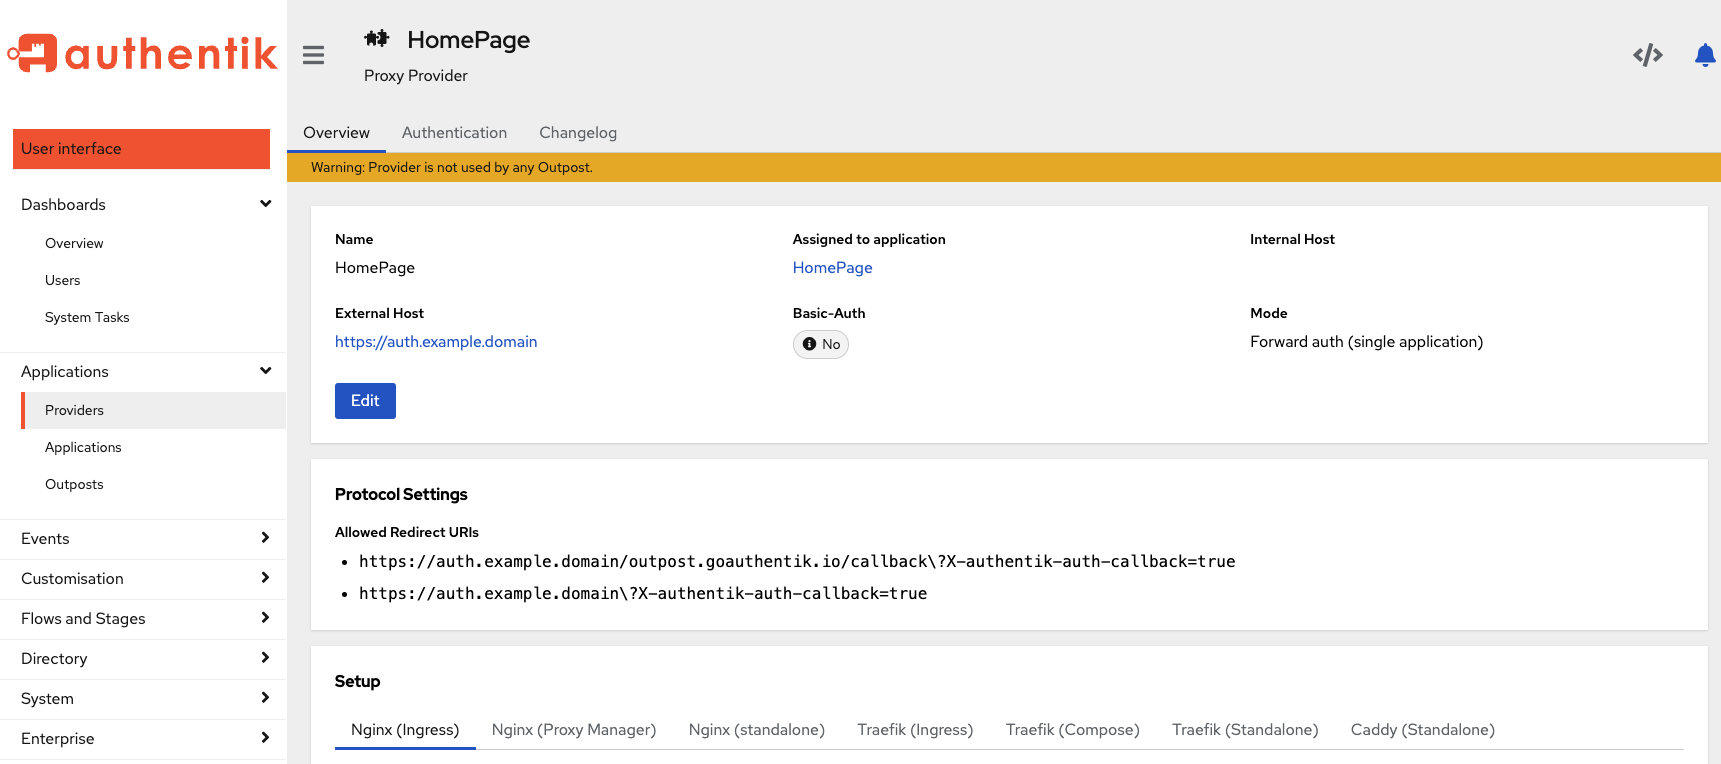 authentik
HomePage
Proxy Provider
User interface
Dashboards
Overview
Users
System Tasks
Applications
Providers
Applications
Outposts
Events
Customisation
Flows and Stages
Directory
System
Enterprise
Overview Authentication Changelog
Warning: Provider is not used by any Outpost.
Name Assigned to application Internal Host
HomePage HomePage
External Host Basic-Auth Mode
https://auth.example.domain No Forward auth (single application)
Edit
Protocol Settings
Allowed Redirect URIs
• https://auth.example.domain/outpost.goauthentik.io/callback\?X-authentik-auth-callback=true
• https://auth.example.domain\?X-authentik-auth-callback=true
Setup
Nginx (Ingress) Nginx (Proxy Manager) Nginx (standalone) Traefik (Ingress) Traefik (Compose) Traefik (Standalone) Caddy (Standalone)